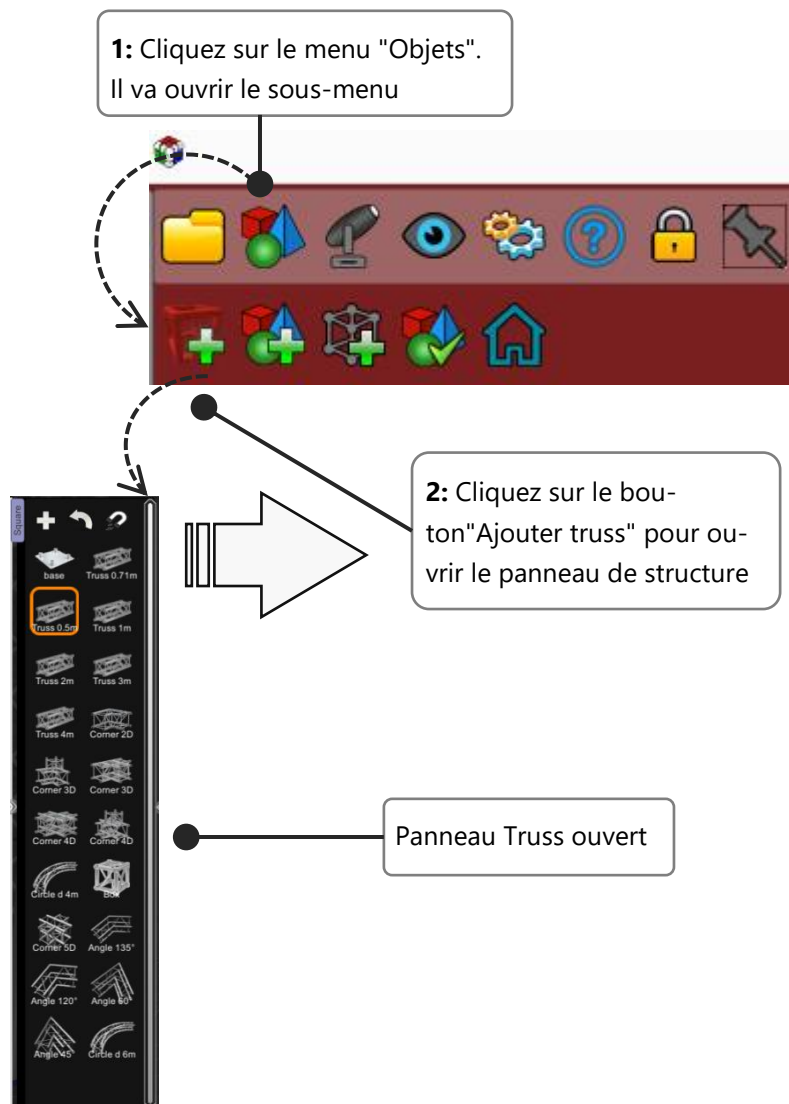 1: Cliquez sur le menu "Objets".
Il va ouvrir le sous-menu
2: Cliquez sur le bou-
ton"Ajouter truss" pour ou-
vrir le panneau de structure
Square
base Truss 0.71m
Truss 0.5m Truss 1m
Truss 2m Truss 3m
Truss 4m Corner 2D
Corner 3D Corner 3D
Corner 4D Corner 4D
Circle d 4m Box
Corner 5D Angle 135°
Angle 120° Angle 60°
Angle 45° Circle d 6m
Panneau Truss ouvert